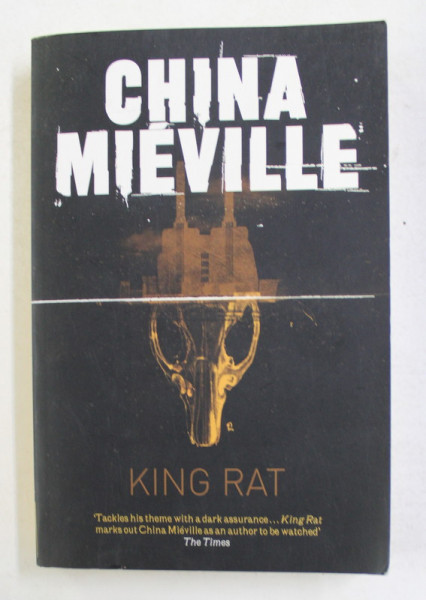 CHINA
MIÉVILLE
KING RAT
‘Tackles his theme with a dark assurance... King Rat
marks out China Miéville as an author to be watched’
The Times